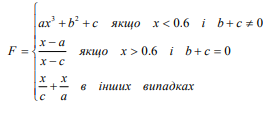 F = { ax³ + b² + c якщо x < 0.6 і b + c ≠ 0
(x − a)/(x − c) якщо x > 0.6 і b + c = 0
x/c + x/a в інших випадках